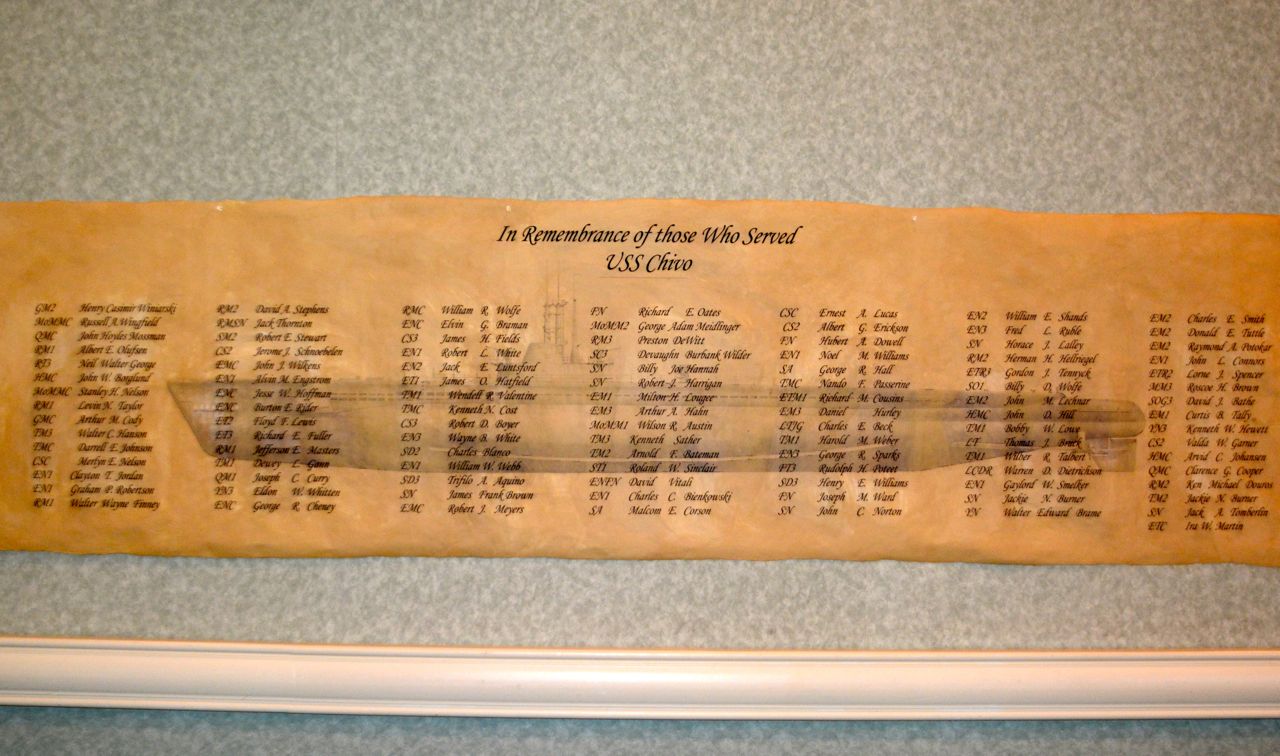 In Remembrance of those Who Served
USS Chivo
GM2 Henry Casimir Winiarski
MoMMC Russell A. Wingfield
QMC John Hoyles Mossman
RM1 Albert E. Olufsen
RT3 Neil Walter George
HMC John W. Borglund
MoMMC Stanley H. Nelson
RM1 Levin N. Taylor
GMC Arthur M. Cody
TM3 Walter C. Hanson
TMC Darrell E. Johnson
CSC Merlyn E. Nelson
EN1 Clayton T. Jordan
EN1 Graham P. Robertson
RM1 Walter Wayne Finney
RM2 David A. Stephens
RMSN Jack Thornton
SM2 Robert E. Stewart
CS2 Jerome J. Schnoebelen
EMC John J. Wilkens
EN1 Alvin M. Engstrom
ENC Jesse W. Hoffman
ENC Burton E. Rider
ET2 Floyd F. Lewis
ET3 Richard E. Fuller
RM1 Jefferson E. Masters
TM1 Dewey L. Gann
QM1 Joseph C. Curry
YN3 Eldon W. Whitten
ENC George R. Cheney
RMC William R. Wolfe
ENC Elvin G. Braman
CS3 James H. Fields
EN1 Robert L. White
EN2 Jack E. Luntsford
ET1 James O. Hatfield
TM1 Wendell R. Valentine
TMC Kenneth N. Cost
CS3 Robert D. Boyer
EN3 Wayne B. White
SD2 Charles Blanco
EN1 William W. Webb
SD3 Trifilo A. Aquino
SN James Frank Brown
EMC Robert J. Meyers
FN Richard E. Oates
MoMM2 George Adam Meidlinger
RM3 Preston DeWitt
SC3 Devaughn Burbank Wilder
SN Billy Joe Hannah
SN Robert J. Harrigan
EM1 Milton H. Lougee
EM3 Arthur A. Hahn
MoMM1 Wilson R. Austin
TM3 Kenneth Sather
TM2 Arnold F. Bateman
ST1 Roland W. Sinclair
ENFN David Vitali
EN1 Charles C. Bienkowski
SA Malcom E. Corson
CSC Ernest A. Lucas
CS2 Albert G. Erickson
FN Hubert A. Dowell
EN1 Noel M. Williams
SA George R. Hall
TMC Nando F. Passerine
ETM1 Richard M. Cousins
EM3 Daniel Hurley
LTJG Charles E. Beck
TM1 Harold M. Weber
EN3 George R. Sparks
FT3 Rudolph H. Poteet
SD3 Henry E. Williams
FN Joseph M. Ward
SN John C. Norton
EN2 William E. Shands
EN3 Fred L. Ruble
SN Horace J. Lalley
RM2 Herman H. Hellriegel
ETR3 Gordon J. Tennyck
SO1 Billy D. Wolfe
EM2 John M. Lechnar
HMC John D. Hill
TM1 Bobby W. Lowe
LT Thomas J. Bruck
TM1 Wilber R. Talbert
LCDR Warren D. Dietrichson
EN1 Gaylord W. Smelker
SN Jackie N. Burner
YN Walter Edward Brame
EM2 Charles E. Smith
EM2 Donald E. Tuttle
EM2 Raymond A. Potokar
EN1 John L. Connors
ETR2 Lorne J. Spencer
MM3 Roscoe H. Brown
SOG3 David J. Bathe
EM1 Curtis B. Tally
YN3 Kenneth W. Hewett
CS2 Valda W. Garner
HMC Arvid C. Johansen
QMC Clarence G. Cooper
RM2 Ken Michael Douros
TM2 Jackie N. Burner
SN Jack A. Tomberlin
ETC Ira W. Martin